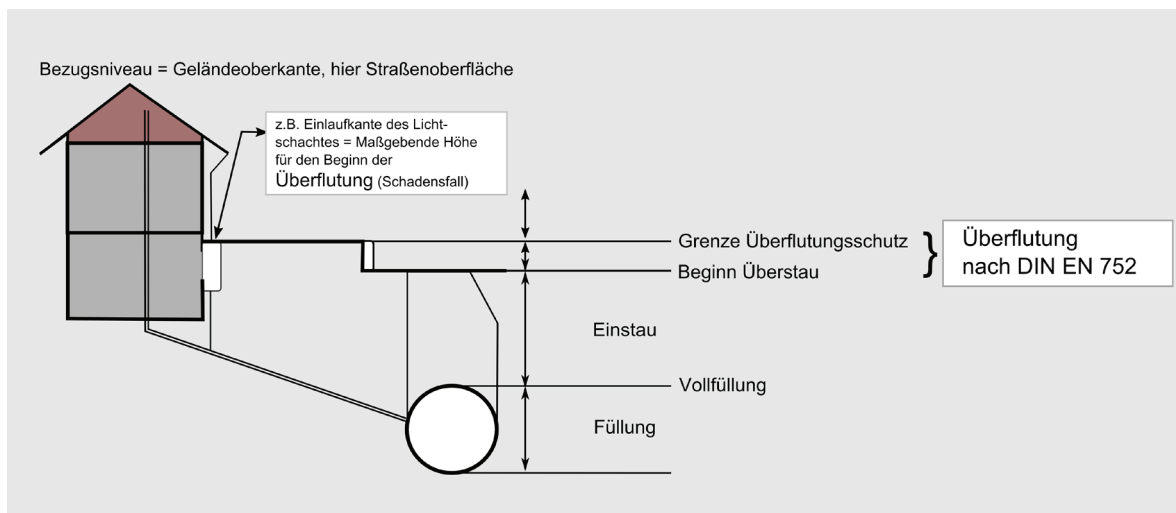 Bezugsniveau = Geländeoberkante, hier Straßenoberfläche
z.B. Einlaufkante des Licht-
schachtes = Maßgebende Höhe
für den Beginn der
Überflutung (Schadensfall)
Grenze Überflutungsschutz
Beginn Überstau
Überflutung
nach DIN EN 752
Einstau
Vollfüllung
Füllung